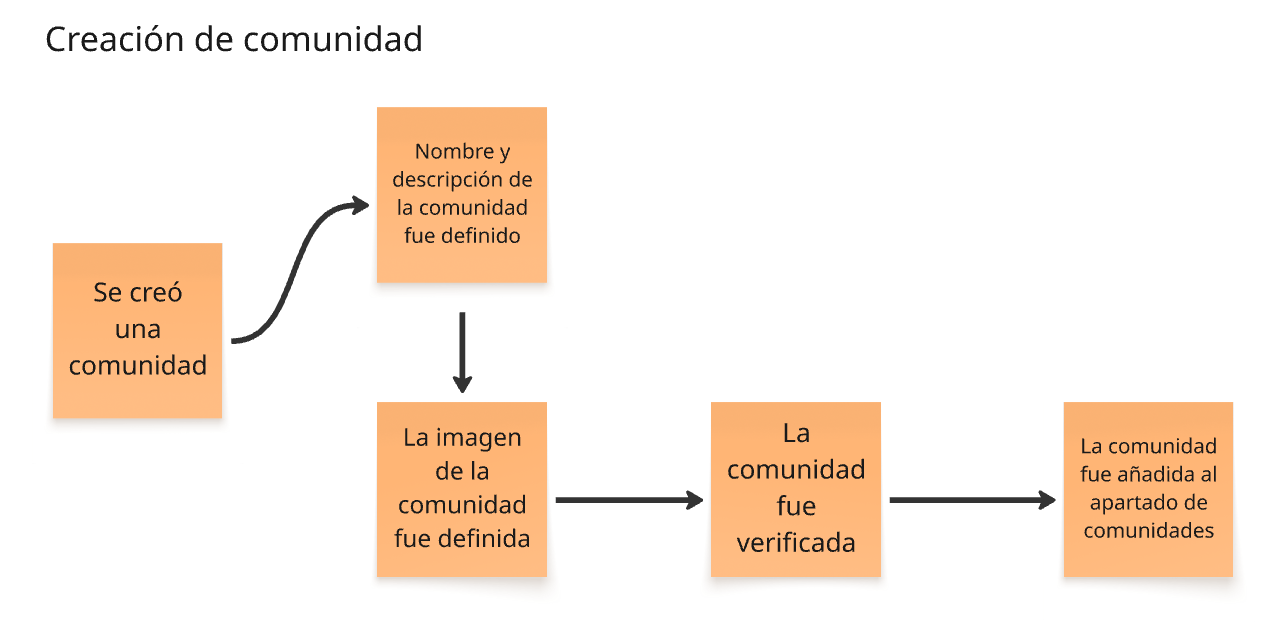 Creación de comunidad
Nombre y
descripción de
la comunidad
fue definido
Se creó
una
comunidad
La imagen
de la
comunidad
fue definida
La
comunidad
fue
verificada
La comunidad
fue añadida al
apartado de
comunidades